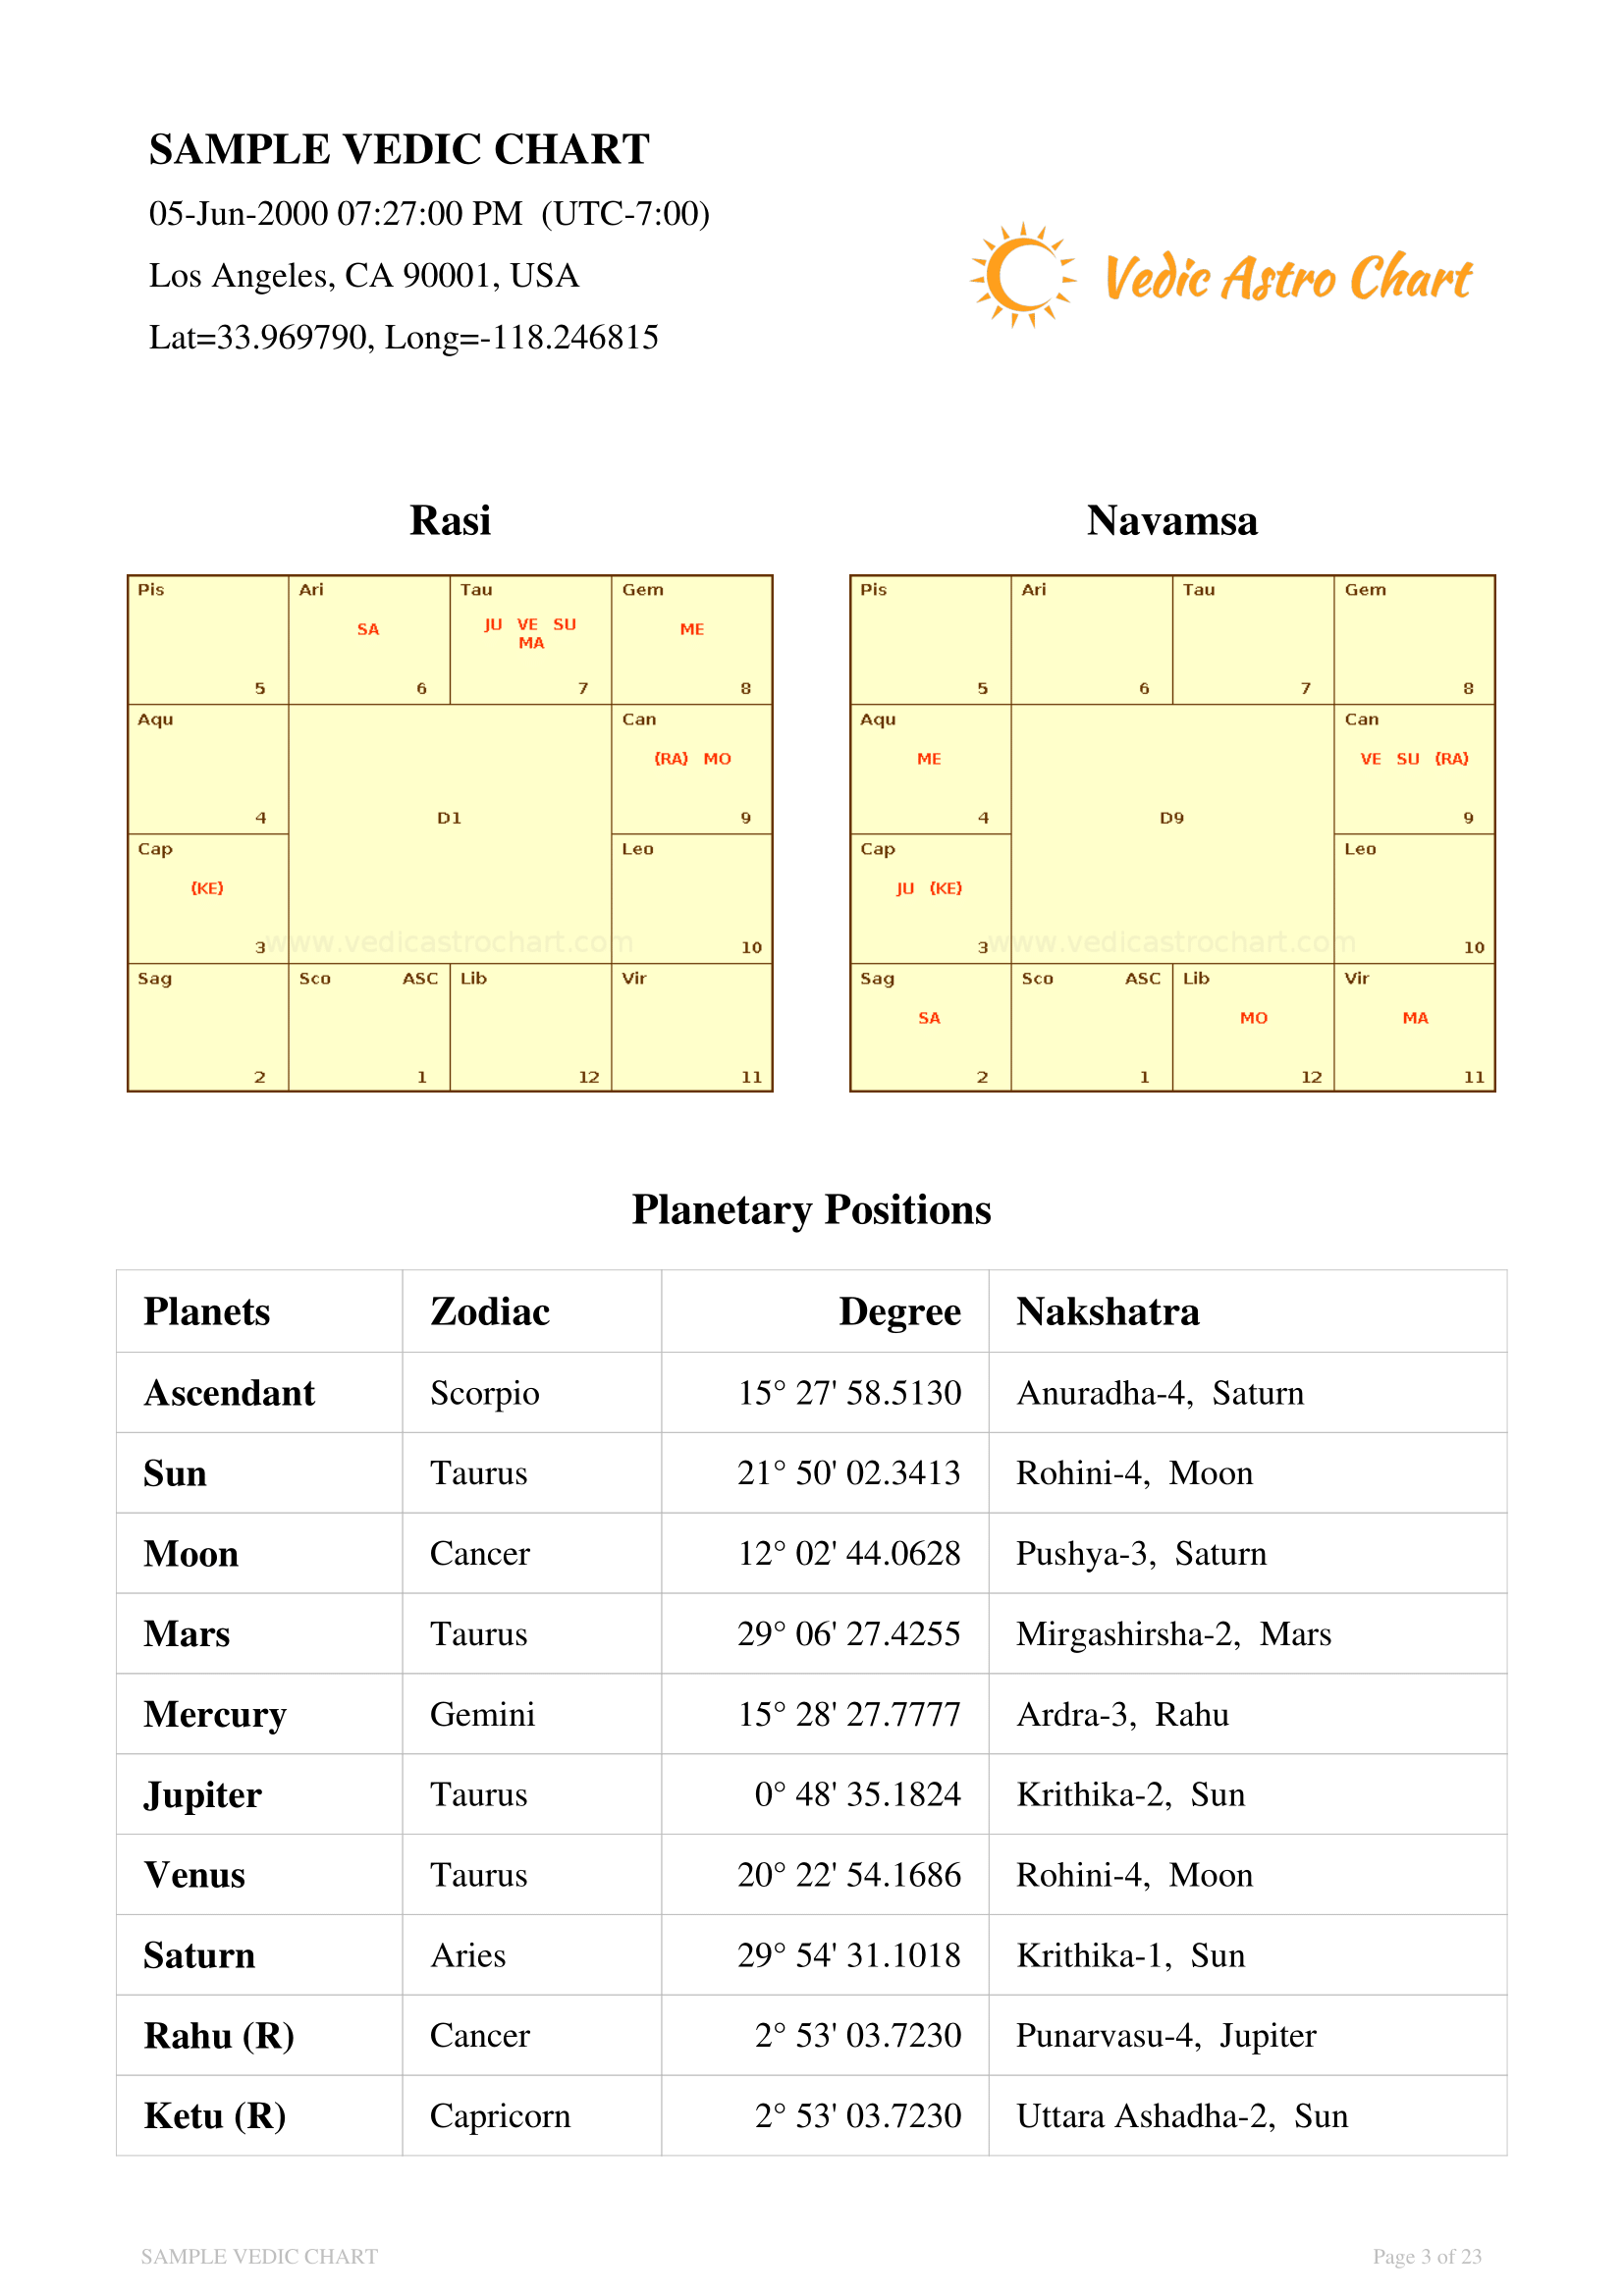 SAMPLE VEDIC CHART
05-Jun-2000 07:27:00 PM (UTC-7:00)
Los Angeles, CA 90001, USA
Lat=33.969790, Long=-118.246815
Vedic Astro Chart
Rasi
Pis Ari Tau Gem
SA JU VE SU ME
MA
5 6 7 8
Aqu Can
(RA) MO
4 D1 9
Cap Leo
(KE)
www.vedicastrochart.com
3 10
Sag Sco ASC Lib Vir
2 1 12 11
Navamsa
Pis Ari Tau Gem
5 6 7 8
Aqu Can
ME VE SU (RA)
4 D9 9
Cap Leo
JU (KE)
www.vedicastrochart.com
3 10
Sag Sco ASC Lib Vir
SA MO MA
2 1 12 11
Planetary Positions
Planets Zodiac Degree Nakshatra
Ascendant Scorpio 15° 27' 58.5130 Anuradha-4, Saturn
Sun Taurus 21° 50' 02.3413 Rohini-4, Moon
Moon Cancer 12° 02' 44.0628 Pushya-3, Saturn
Mars Taurus 29° 06' 27.4255 Mirgashirsha-2, Mars
Mercury Gemini 15° 28' 27.7777 Ardra-3, Rahu
Jupiter Taurus 0° 48' 35.1824 Krithika-2, Sun
Venus Taurus 20° 22' 54.1686 Rohini-4, Moon
Saturn Aries 29° 54' 31.1018 Krithika-1, Sun
Rahu (R) Cancer 2° 53' 03.7230 Punarvasu-4, Jupiter
Ketu (R) Capricorn 2° 53' 03.7230 Uttara Ashadha-2, Sun
SAMPLE VEDIC CHART Page 3 of 23